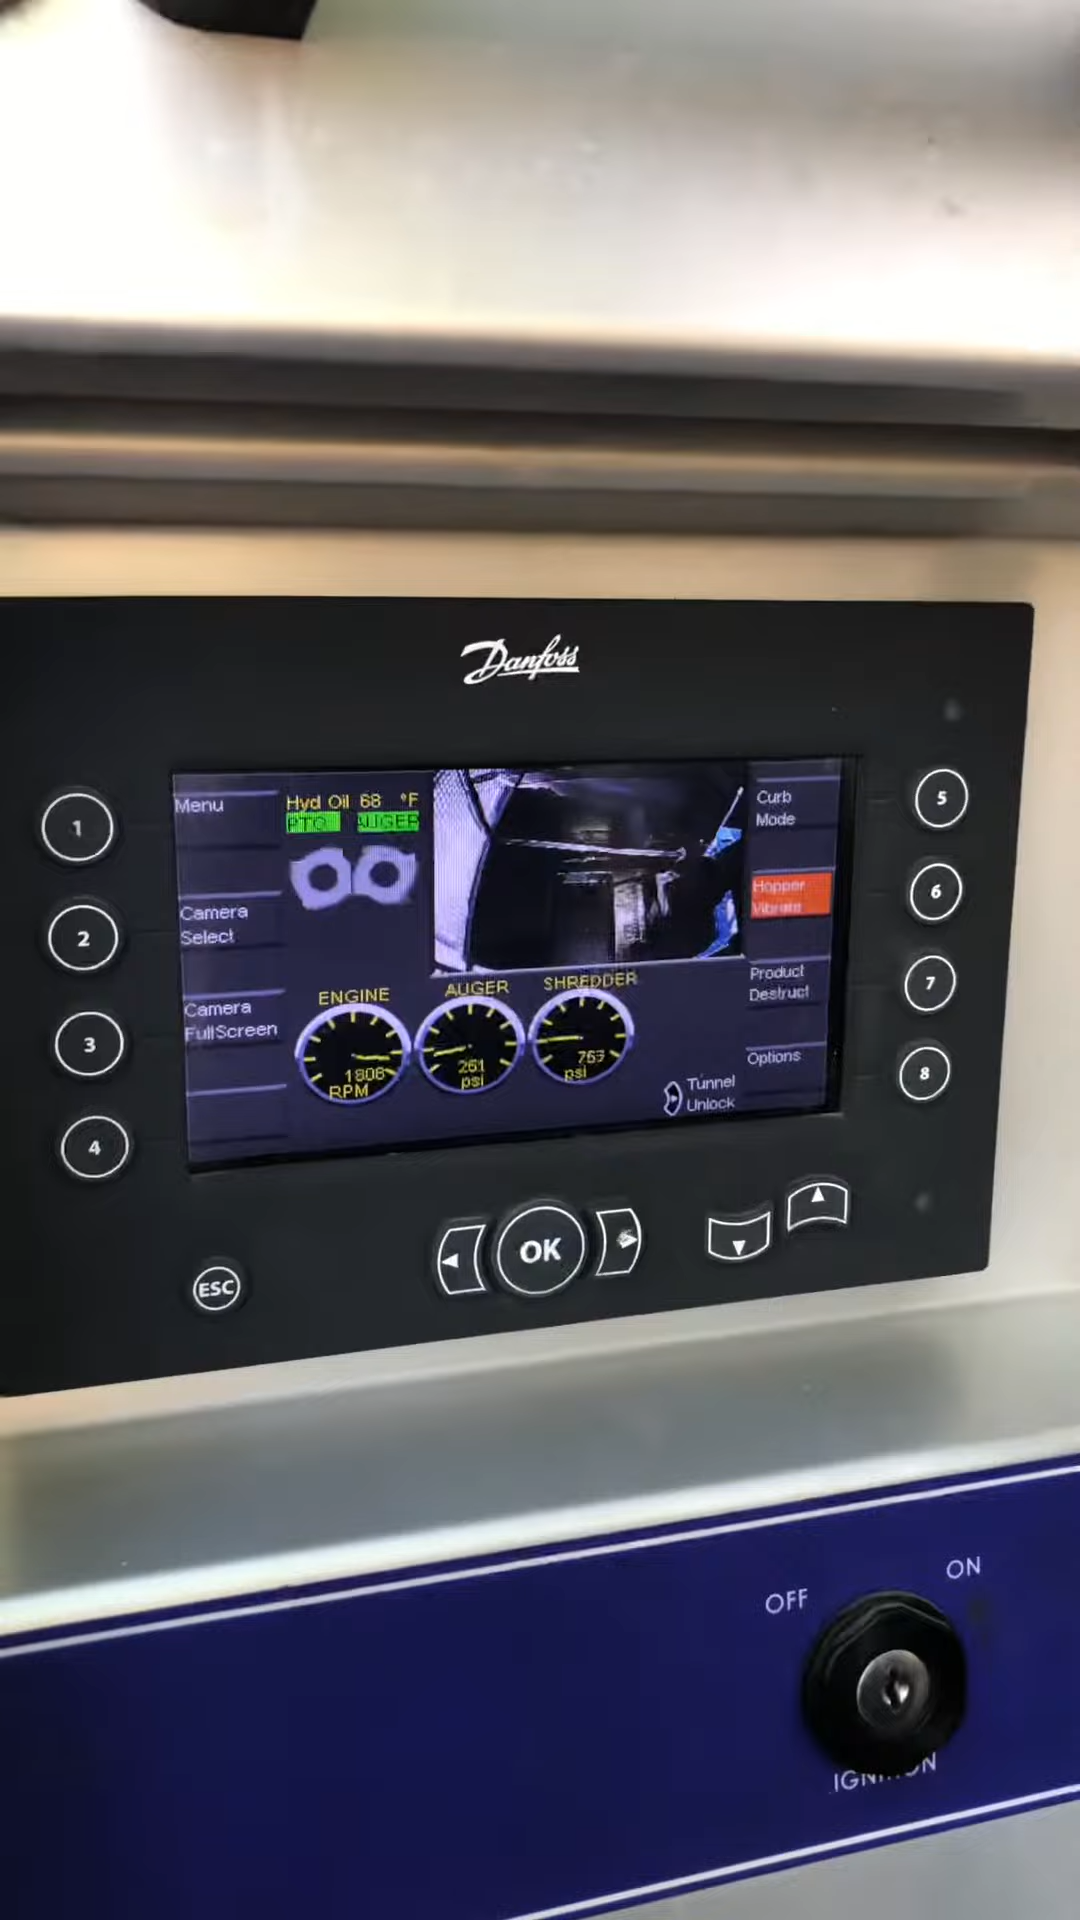 Danfoss
Menu
Hyd Oil 68 °F
PTO AUGER
Camera
Select
Camera
FullScreen
Curb
Mode
Hopper
Vibrate
Product
Destruct
Options
ENGINE
AUGER
SHREDDER
1806
RPM
261
psi
psi
Tunnel
Unlock
1
2
3
4
5
6
7
8
ESC
OK
OFF
ON
IGNITION